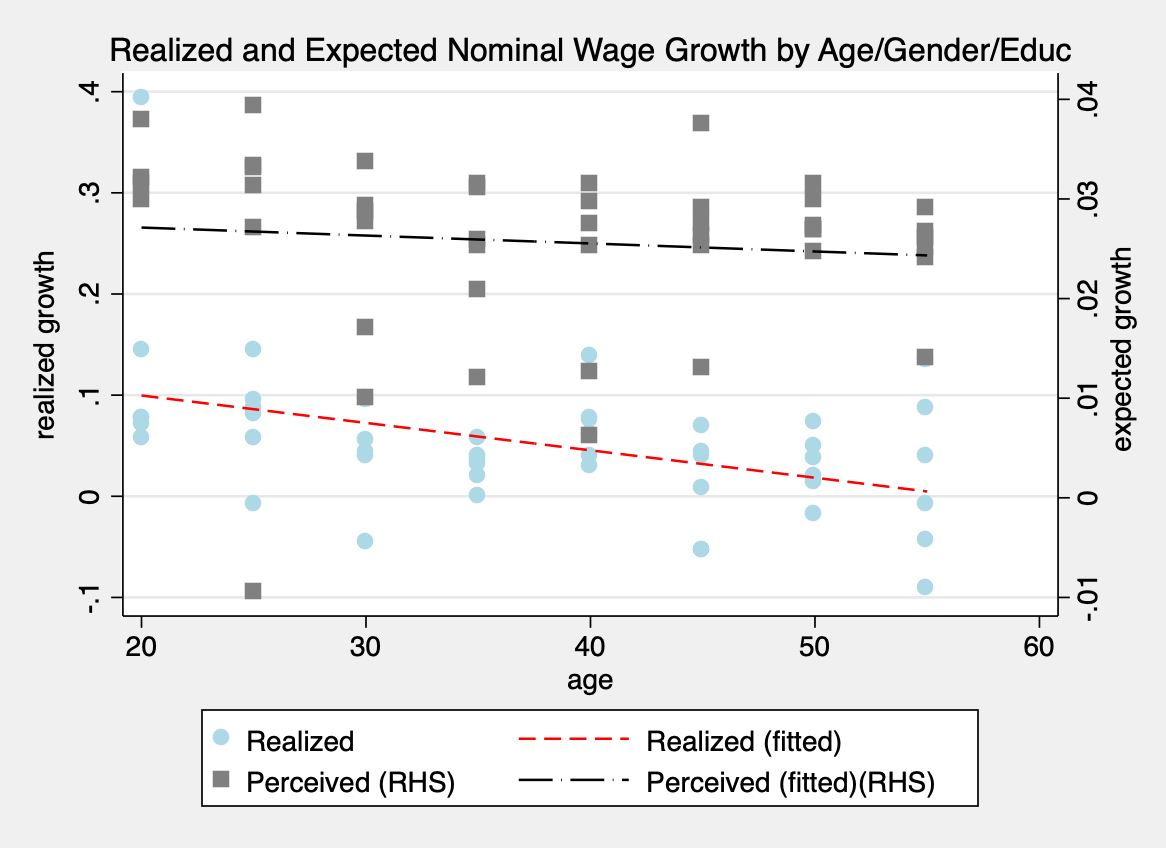 Realized and Expected Nominal Wage Growth by Age/Gender/Educ
.4
.3
.2
.1
0
-.1
realized growth
.04
.03
.02
.01
0
-.01
expected growth
20 30 40 50 60
age
Realized Realized (fitted)
Perceived (RHS) Perceived (fitted)(RHS)